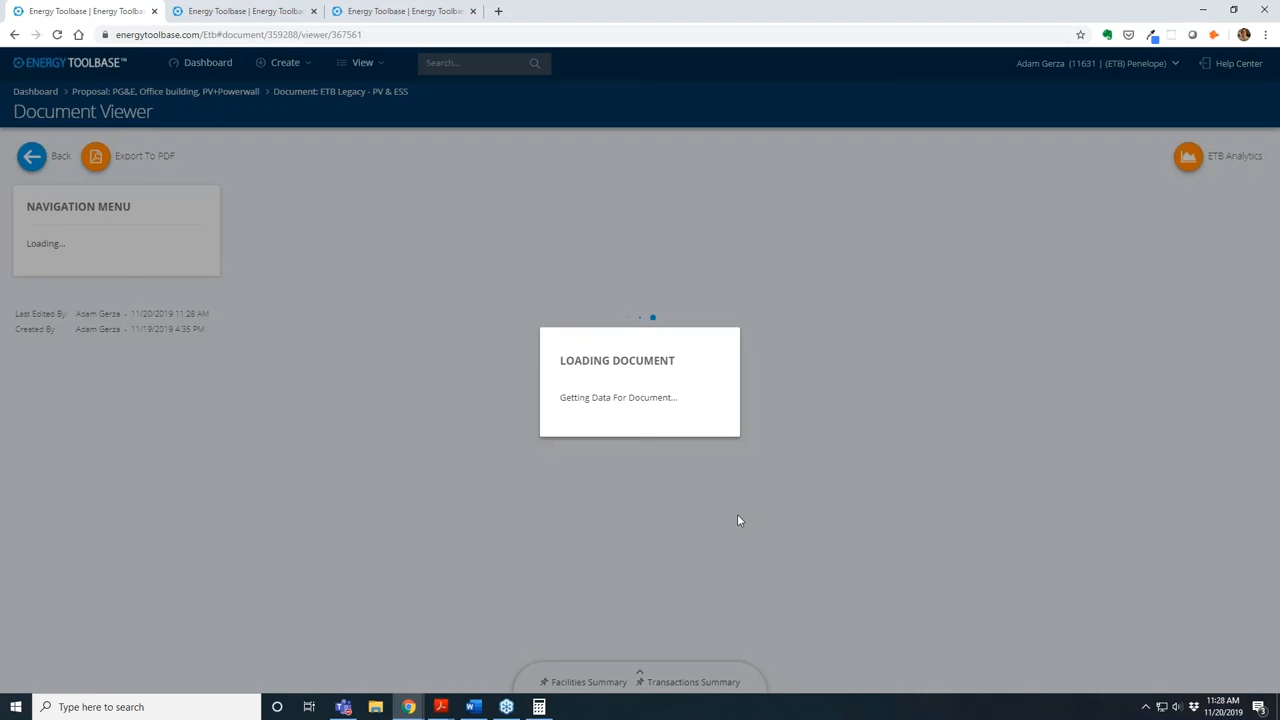 Energy Toolbase | Energy Toolbase
Energy Toolbase | Energy Toolbase
Energy Toolbase | Energy Toolbase
energytoolbase.com/Etb#document/359288/viewer/367561
ENERGY TOOLBASE™
Dashboard
Create
View
Search...
Adam Gerza (11631 | (ETB) Penelope)
Help Center
Dashboard > Proposal: PG&E, Office building, PV+Powerwall > Document: ETB Legacy - PV & ESS
Document Viewer
Back
Export To PDF
ETB Analytics
NAVIGATION MENU
Loading...
Last Edited By: Adam Gerza - 11/20/2019 11:28 AM
Created By: Adam Gerza - 11/19/2019 4:35 PM
LOADING DOCUMENT
Getting Data For Document...
Facilities Summary
Transactions Summary
Type here to search
11:28 AM
11/20/2019
3